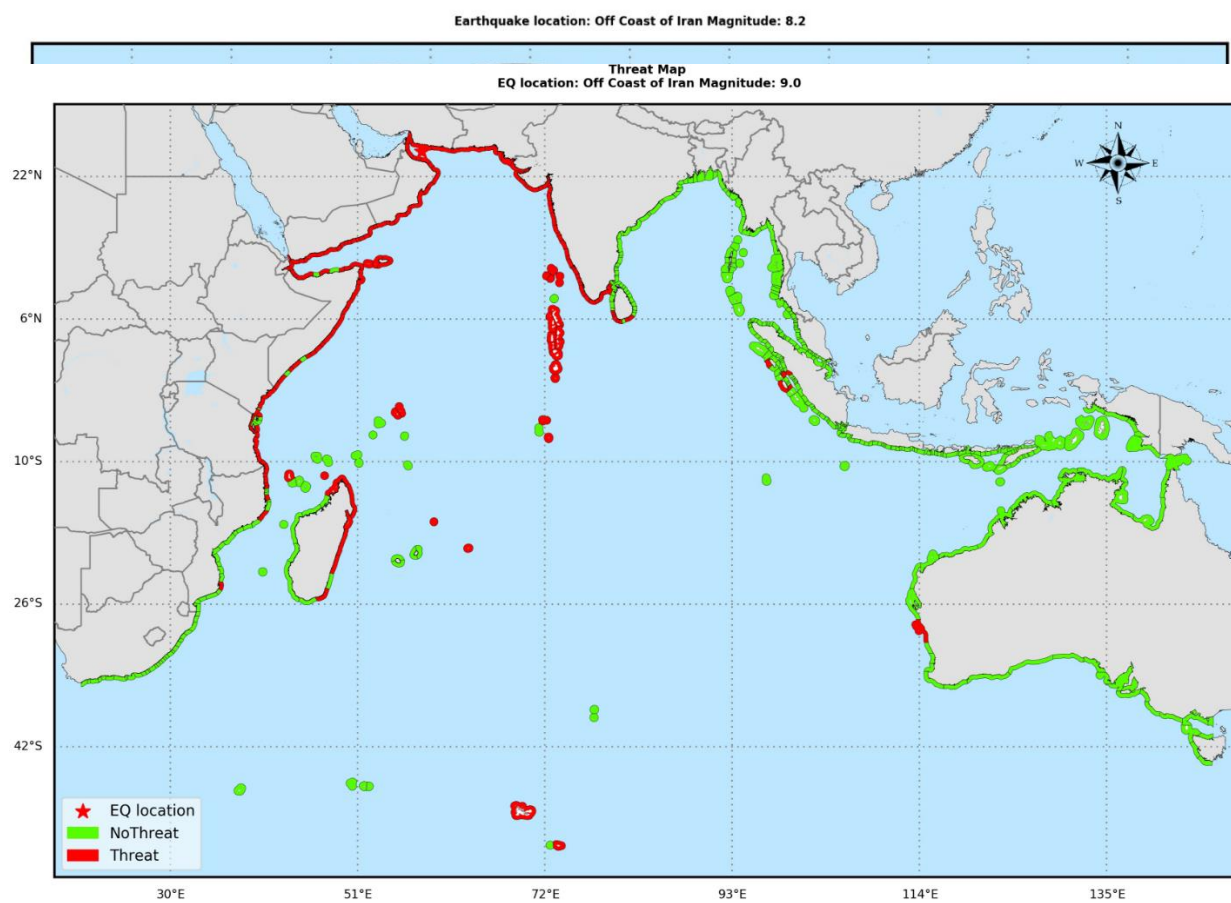 Earthquake location: Off Coast of Iran Magnitude: 8.2
Threat Map
EQ location: Off Coast of Iran Magnitude: 9.0
N
W E
S
22°N
6°N
10°S
26°S
42°S
EQ location
NoThreat
Threat
30°E 51°E 72°E 93°E 114°E 135°E